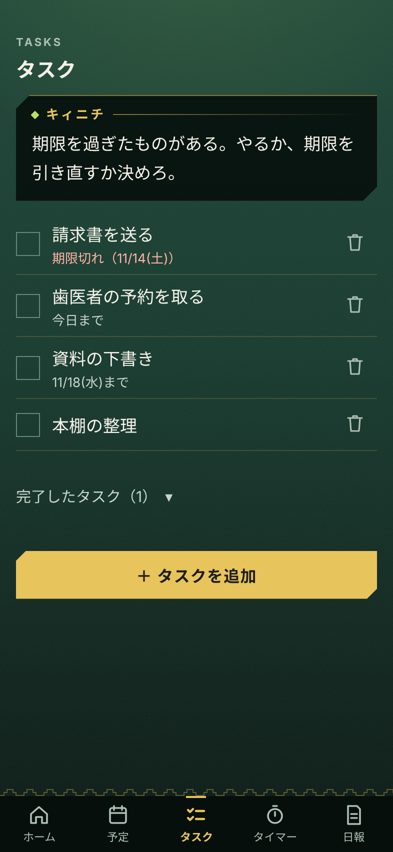 TASKS
タスク
キィニチ
期限を過ぎたものがある。やるか、期限を
引き直すか決めろ。
請求書を送る
期限切れ（11/14(土)）
歯医者の予約を取る
今日まで
資料の下書き
11/18(水)まで
本棚の整理
完了したタスク（1） ▼
＋ タスクを追加
ホーム
予定
タスク
タイマー
日報